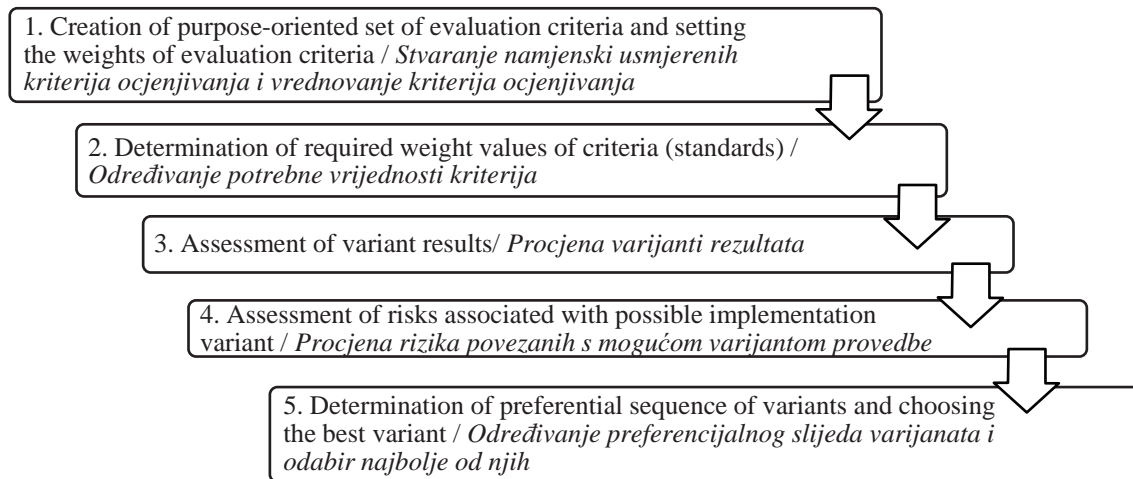 1. Creation of purpose-oriented set of evaluation criteria and setting
the weights of evaluation criteria / Stvaranje namjenski usmjerenih
kriterija ocjenjivanja i vrednovanje kriterija ocjenjivanja
2. Determination of required weight values of criteria (standards) /
Određivanje potrebne vrijednosti kriterija
3. Assessment of variant results/ Procjena varijanti rezultata
4. Assessment of risks associated with possible implementation
variant / Procjena rizika povezanih s mogućom varijantom provedbe
5. Determination of preferential sequence of variants and choosing
the best variant / Određivanje preferencijalnog slijeda varijanata i
odabir najbolje od njih